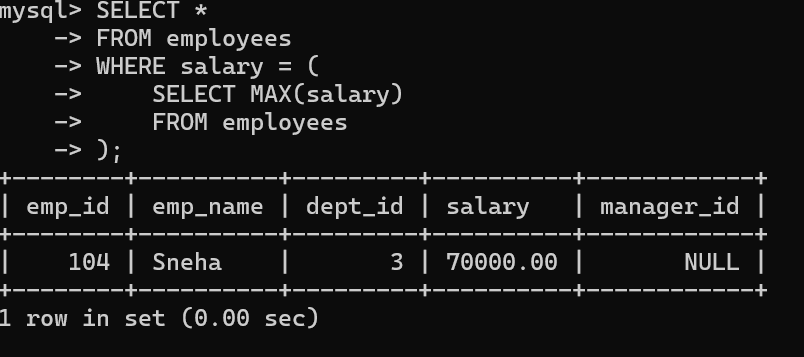 mysql> SELECT *
    -> FROM employees
    -> WHERE salary = (
    ->     SELECT MAX(salary)
    ->     FROM employees
    -> );
+--------+----------+---------+----------+------------+
| emp_id | emp_name | dept_id | salary   | manager_id |
+--------+----------+---------+----------+------------+
|    104 | Sneha    |       3 | 70000.00 |       NULL |
+--------+----------+---------+----------+------------+
1 row in set (0.00 sec)